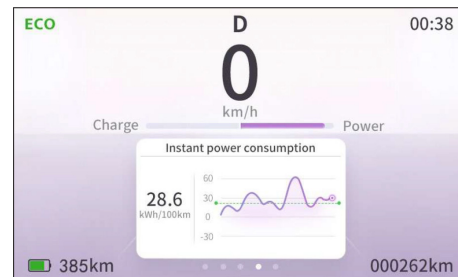 ECO
D
00:38
0
km/h
Charge
Power
Instant power consumption
28.6
kWh/100km
60
30
0
-30
385km
000262km